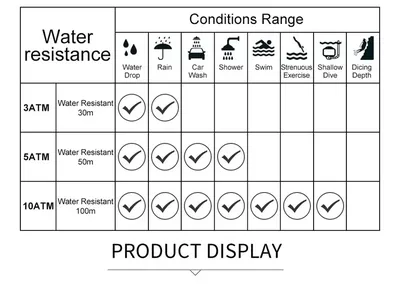 Water
resistance
Conditions Range
Water
Drop
Rain
Car
Wash
Shower
Swim
Strenuous
Exercise
Shallow
Dive
Dicing
Depth
3ATM
Water Resistant
30m
5ATM
Water Resistant
50m
10ATM
Water Resistant
100m
PRODUCT DISPLAY